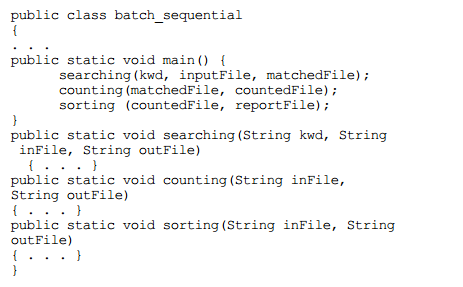 public class batch_sequential
{
. . .
public static void main() {
searching(kwd, inputFile, matchedFile);
counting(matchedFile, countedFile);
sorting (countedFile, reportFile);
}
public static void searching(String kwd, String
inFile, String outFile)
{ . . . }
public static void counting(String inFile,
String outFile)
{ . . . }
public static void sorting(String inFile, String
outFile)
{ . . . }
}